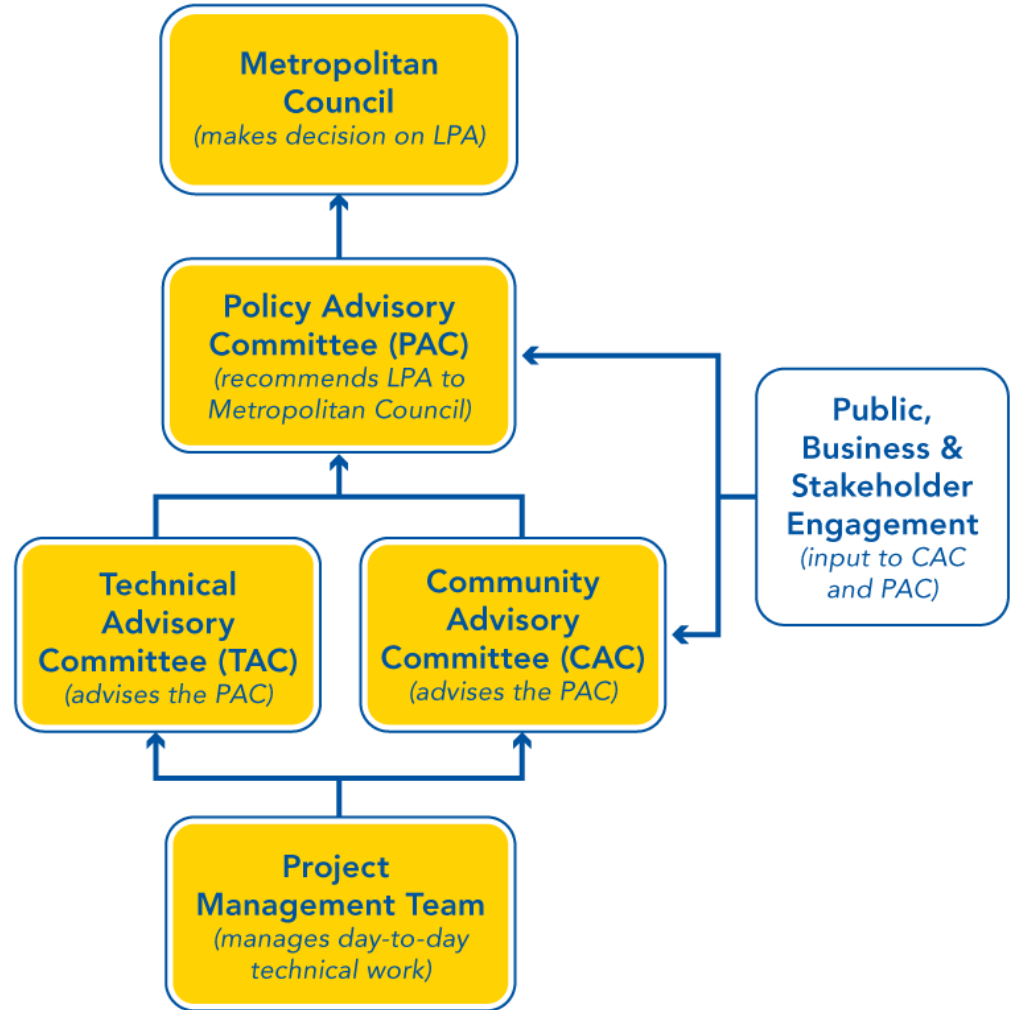 Metropolitan
Council
(makes decision on LPA)
Policy Advisory
Committee (PAC)
(recommends LPA to
Metropolitan Council)
Public,
Business &
Stakeholder
Engagement
(input to CAC
and PAC)
Technical
Advisory
Committee (TAC)
(advises the PAC)
Community
Advisory
Committee (CAC)
(advises the PAC)
Project
Management Team
(manages day-to-day
technical work)